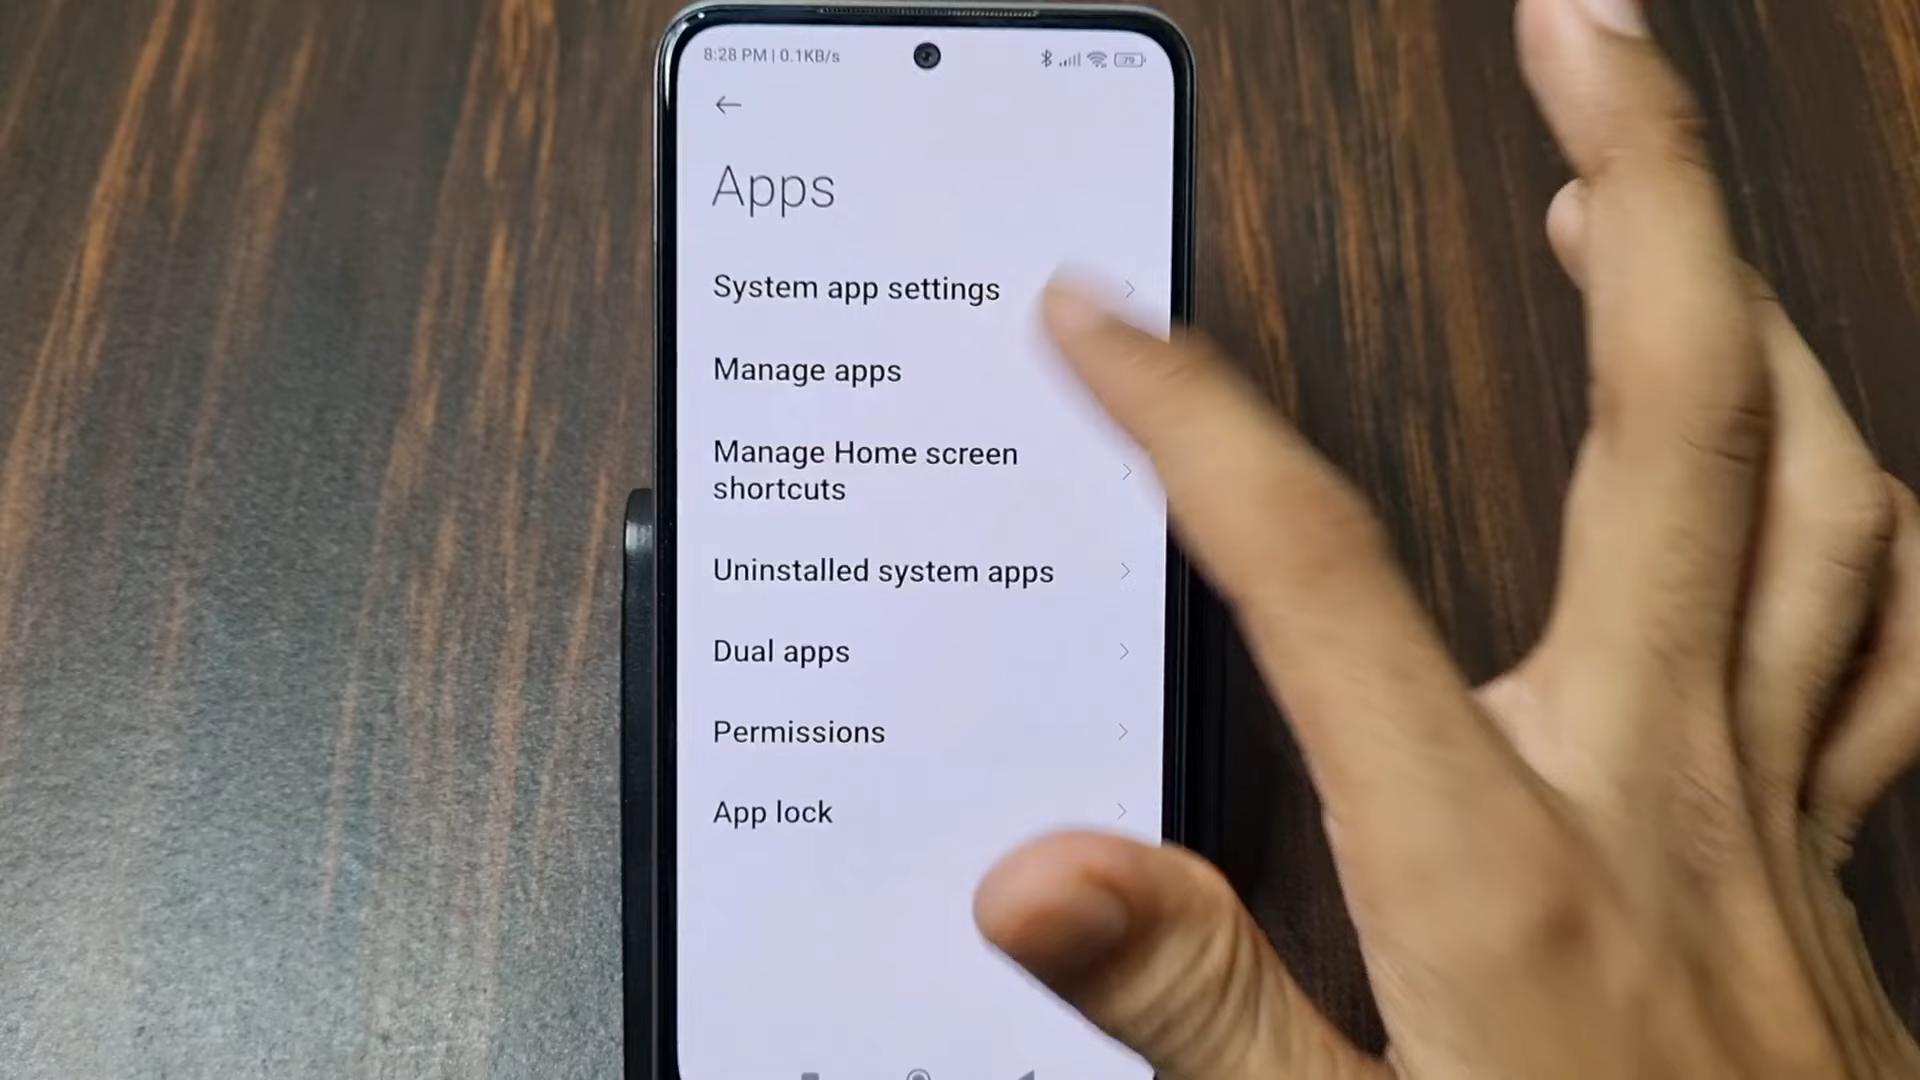 8:28 PM | 0.1KB/s
79
Apps
System app settings
Manage apps
Manage Home screen
shortcuts
Uninstalled system apps
Dual apps
Permissions
App lock